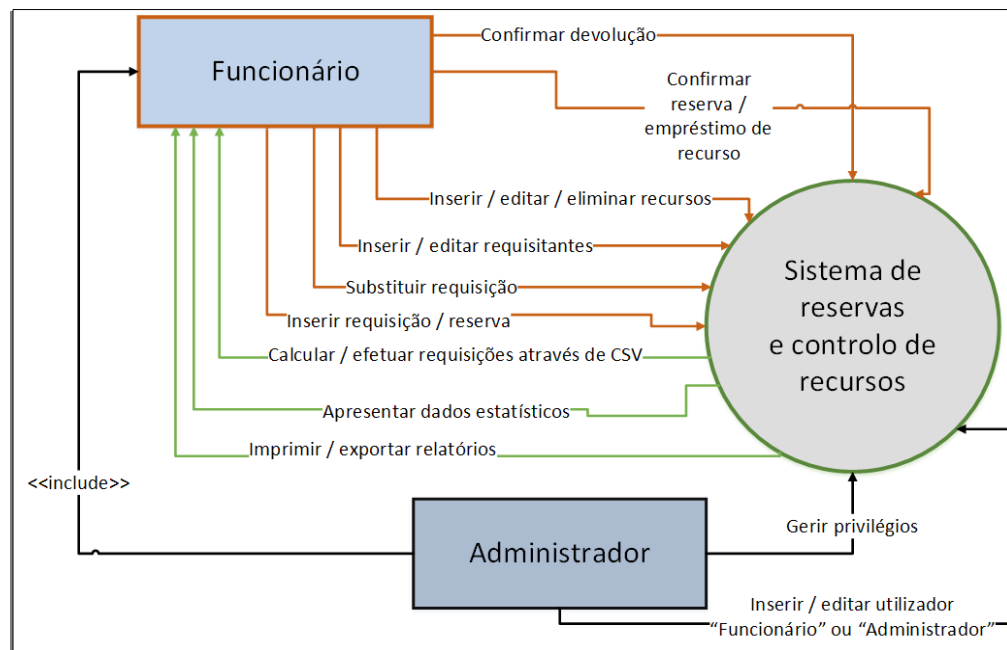 Confirmar devolução
Funcionário
Confirmar
reserva /
empréstimo de
recurso
Inserir / editar / eliminar recursos
Inserir / editar requisitantes
Substituir requisição
Inserir requisição / reserva
Calcular / efetuar requisições através de CSV
Apresentar dados estatísticos
Imprimir / exportar relatórios
Sistema de
reservas
e controlo de
recursos
<<include>>
Administrador
Gerir privilégios
Inserir / editar utilizador
“Funcionário” ou “Administrador”